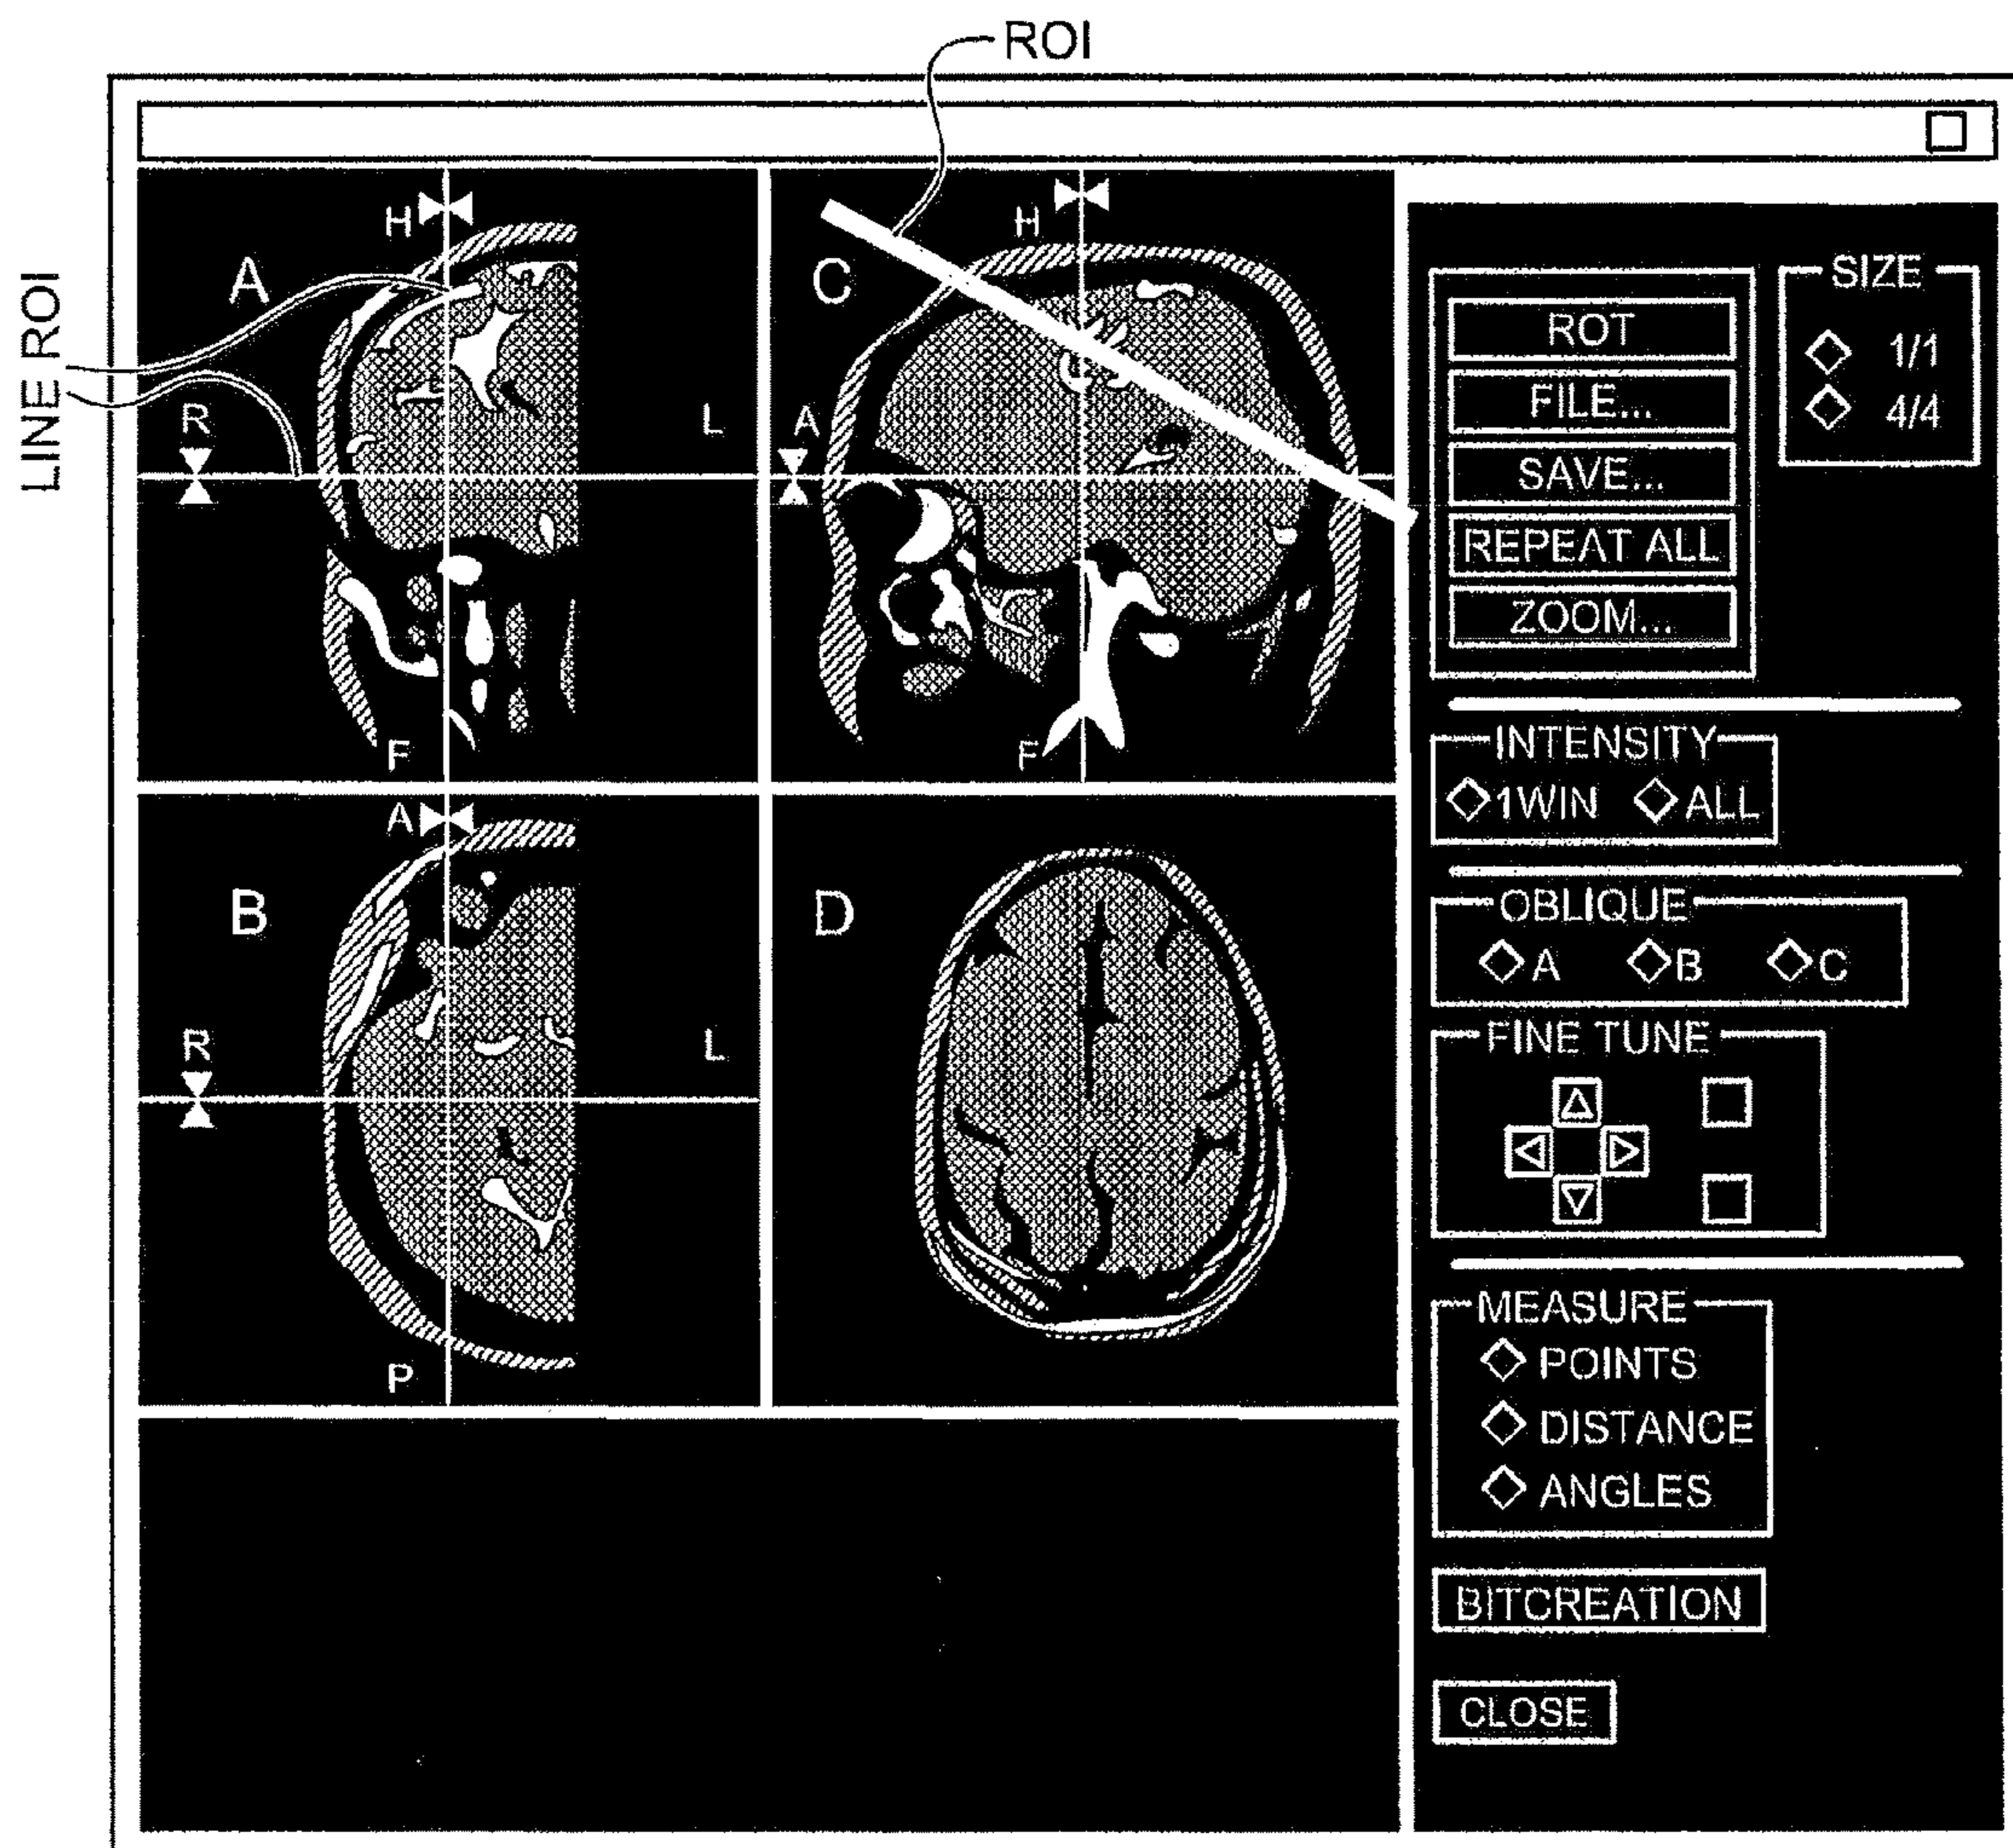 ROI
LINE ROI
A
H
R
L
F
C
H
A
F
B
A
R
L
P
D
ROT
FILE...
SAVE...
REPEAT ALL
ZOOM...
SIZE
1/1
4/4
INTENSITY
1WIN ALL
OBLIQUE
A B C
FINE TUNE
MEASURE
POINTS
DISTANCE
ANGLES
BITCREATION
CLOSE